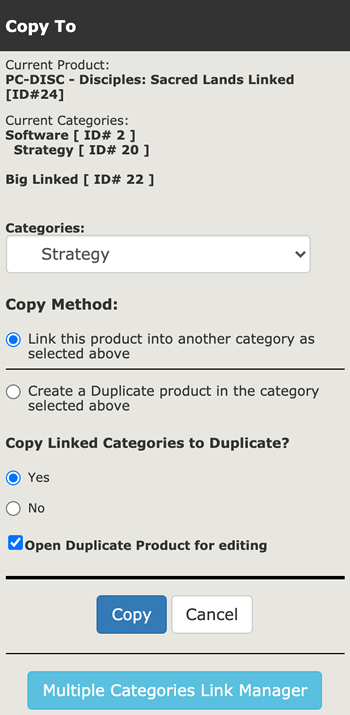 Copy To
Current Product:
PC-DISC - Disciples: Sacred Lands Linked
[ID#24]
Current Categories:
Software [ ID# 2 ]
Strategy [ ID# 20 ]
Big Linked [ ID# 22 ]
Categories:
Strategy
Copy Method:
Link this product into another category as
selected above
Create a Duplicate product in the category
selected above
Copy Linked Categories to Duplicate?
Yes
No
Open Duplicate Product for editing
Copy Cancel
Multiple Categories Link Manager